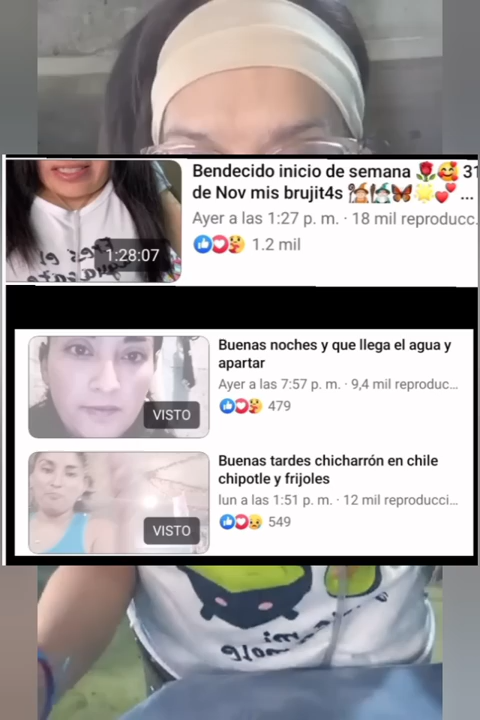 Bendecido inicio de semana 🌹🥰 31
de Nov mis brujit4s 🧙🏻‍♀️🧙🏻‍♀️🦋🌟💕 ...
Ayer a las 1:27 p. m. · 18 mil reproducc.
1.2 mil
1:28:07
Buenas noches y que llega el agua y
apartar
Ayer a las 7:57 p. m. · 9,4 mil reproduc...
479
VISTO
Buenas tardes chicharrón en chile
chipotle y frijoles
lun a las 1:51 p. m. · 12 mil reproducci...
549
VISTO